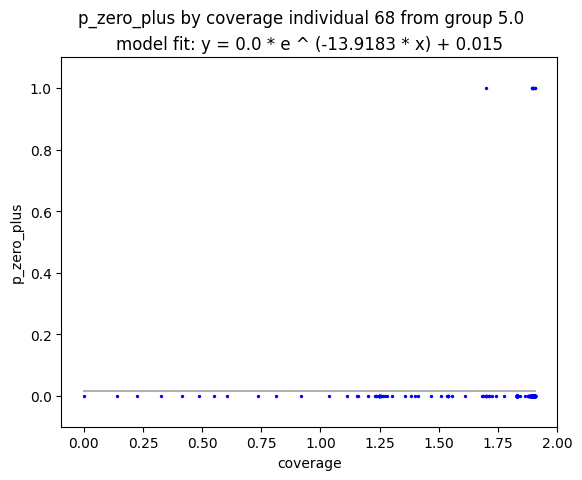 p_zero_plus by coverage individual 68 from group 5.0
model fit: y = 0.0 * e ^ (-13.9183 * x) + 0.015
1.0
0.8
0.6
0.4
0.2
0.0
p_zero_plus
0.00 0.25 0.50 0.75 1.00 1.25 1.50 1.75 2.00
coverage